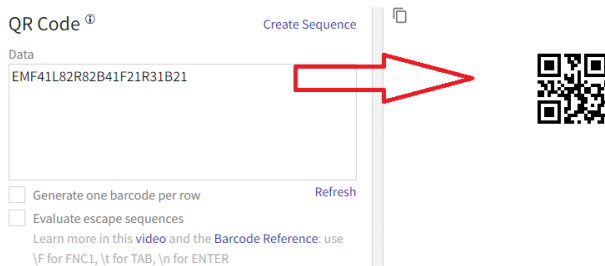 QR Code
Create Sequence
Data
EMF41L82R82B41F21R31B21
Generate one barcode per row
Refresh
Evaluate escape sequences
Learn more in this video and the Barcode Reference: use
\F for FNC1, \t for TAB, \n for ENTER